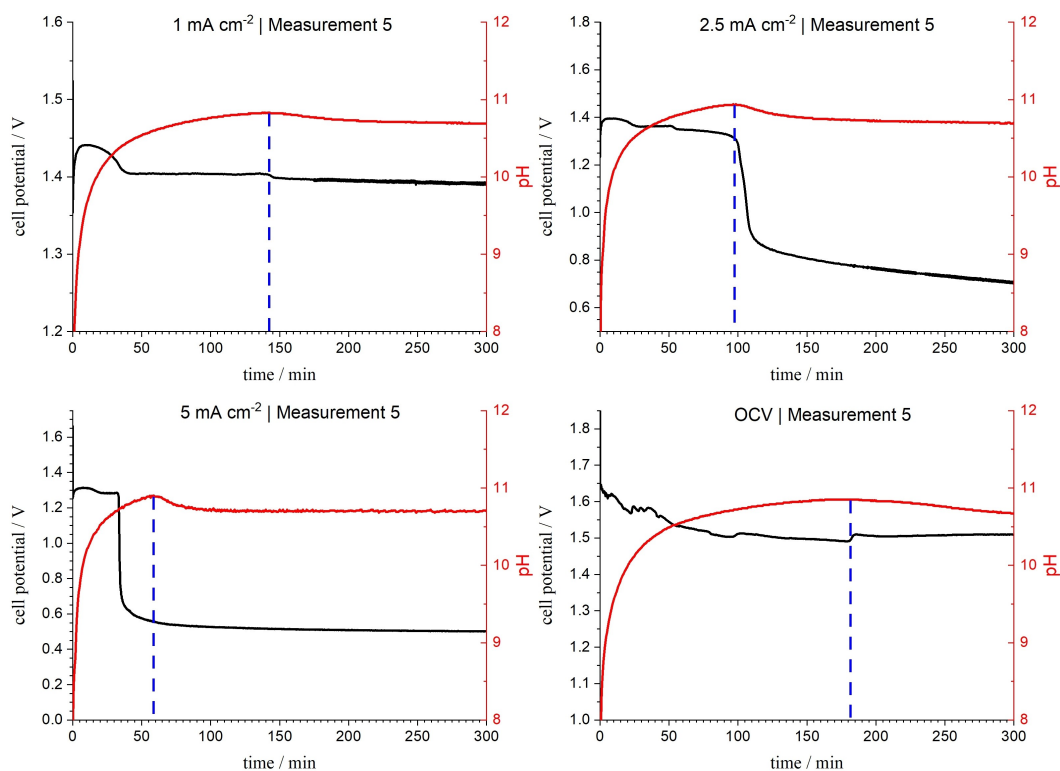 1 mA cm⁻² | Measurement 5
1.6
1.5
1.4
1.3
1.2
cell potential / V
12
11
10
9
8
pH
0 50 100 150 200 250 300
time / min
2.5 mA cm⁻² | Measurement 5
1.8
1.6
1.4
1.2
1.0
0.8
0.6
cell potential / V
12
11
10
9
8
pH
0 50 100 150 200 250 300
time / min
5 mA cm⁻² | Measurement 5
1.6
1.4
1.2
1.0
0.8
0.6
0.4
0.2
0.0
cell potential / V
12
11
10
9
8
pH
0 50 100 150 200 250 300
time / min
OCV | Measurement 5
1.8
1.7
1.6
1.5
1.4
1.3
1.2
1.1
1.0
cell potential / V
12
11
10
9
8
pH
0 50 100 150 200 250 300
time / min